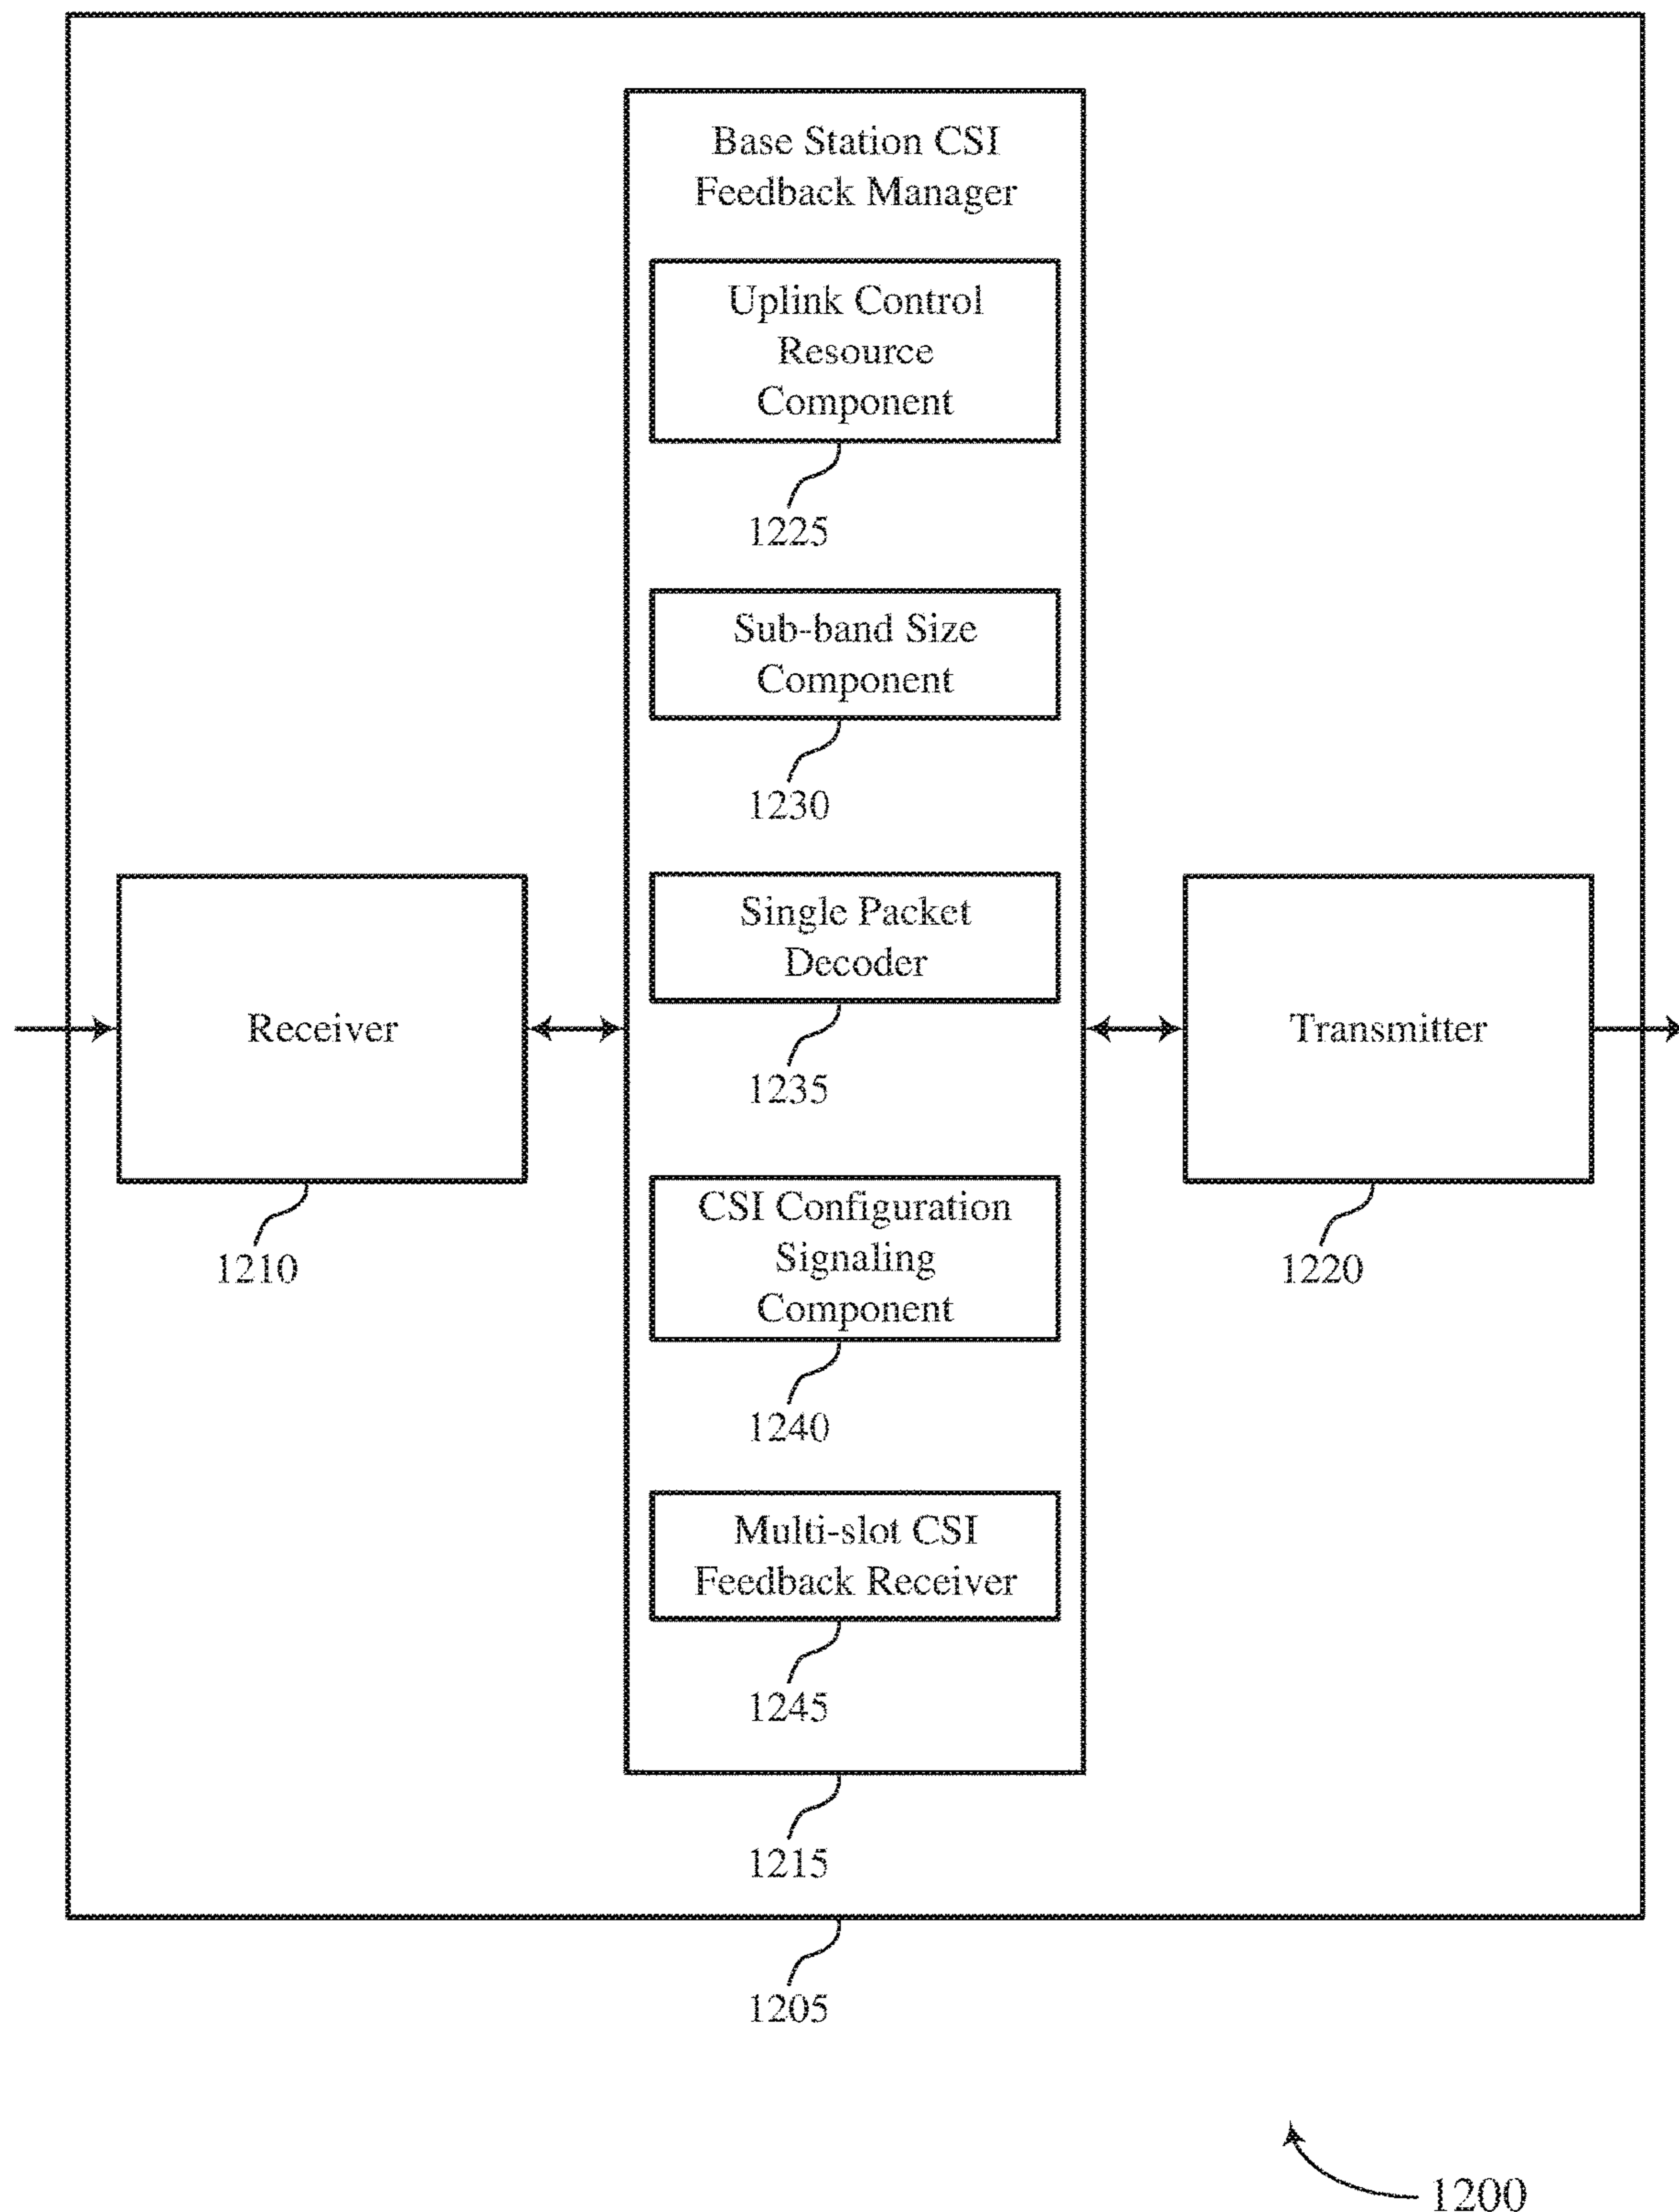 Base Station CSI
Feedback Manager
Uplink Control
Resource
Component
1225
Sub-band Size
Component
1230
Single Packet
Decoder
1235
Receiver
1210
Transmitter
1220
CSI Configuration
Signaling
Component
1240
Multi-slot CSI
Feedback Receiver
1245
1215
1205
1200